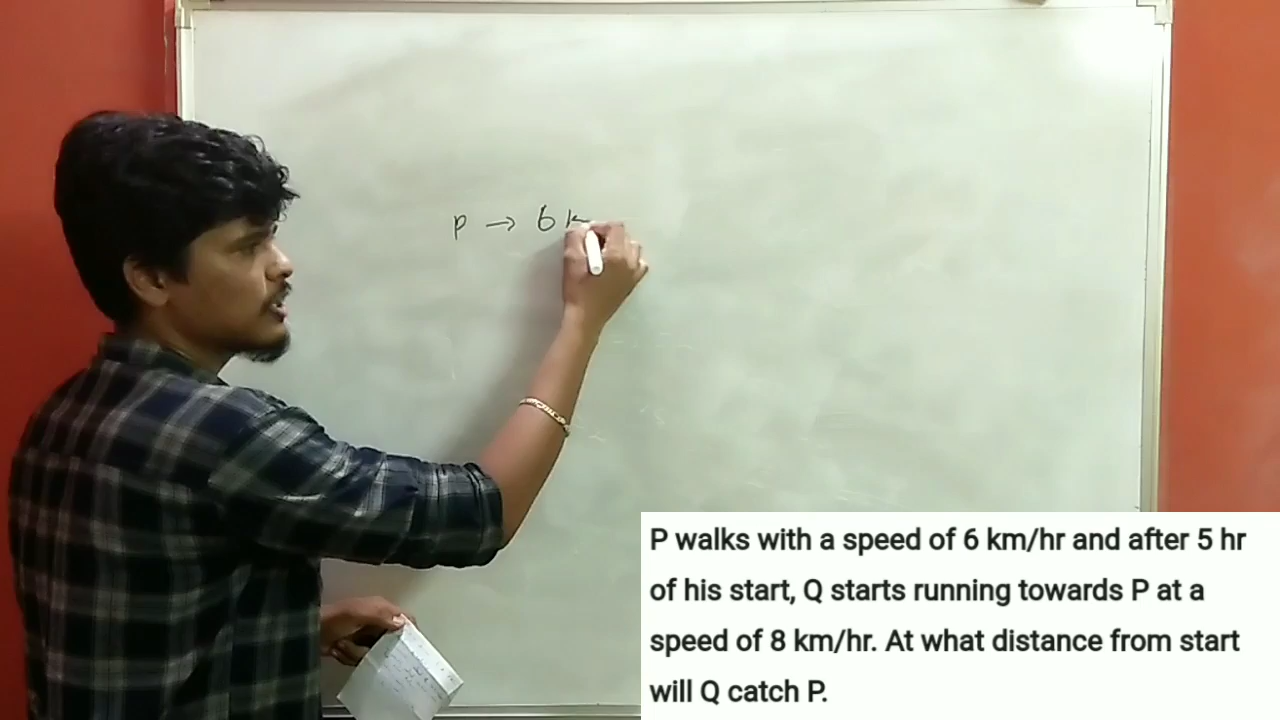 P → 6 k
P walks with a speed of 6 km/hr and after 5 hr
of his start, Q starts running towards P at a
speed of 8 km/hr. At what distance from start
will Q catch P.